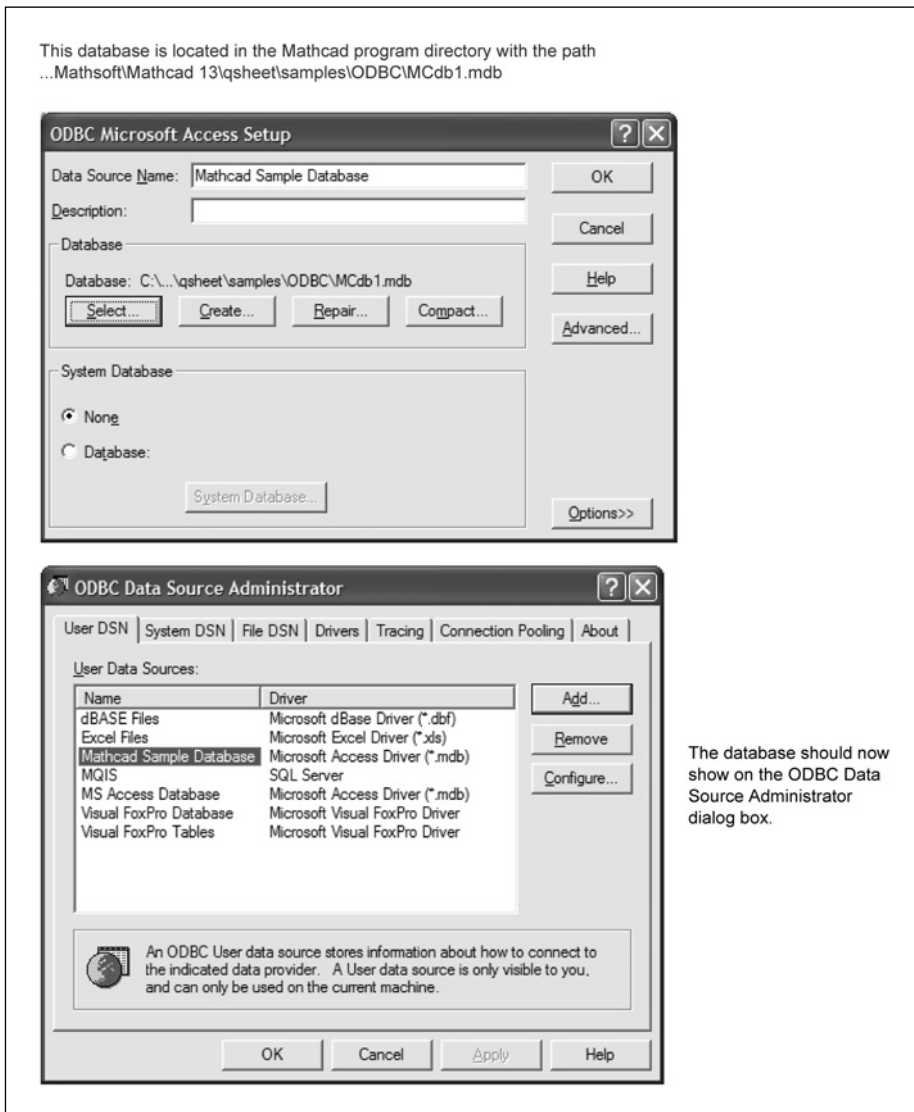 This database is located in the Mathcad program directory with the path
...Mathsoft\Mathcad 13\qsheet\samples\ODBC\MCdb1.mdb
ODBC Microsoft Access Setup
Data Source Name: Mathcad Sample Database
OK
Description:
Cancel
Database
Database: C:\...\qsheet\samples\ODBC\MCdb1.mdb
Help
Select... Create... Repair... Compact...
Advanced...
System Database
None
Database:
System Database...
Options>>
ODBC Data Source Administrator
User DSN System DSN File DSN Drivers Tracing Connection Pooling About
User Data Sources:
Name Driver
dBASE Files Microsoft dBase Driver (*.dbf)
Excel Files Microsoft Excel Driver (*.xls)
Mathcad Sample Database Microsoft Access Driver (*.mdb)
MQIS SQL Server
MS Access Database Microsoft Access Driver (*.mdb)
Visual FoxPro Database Microsoft Visual FoxPro Driver
Visual FoxPro Tables Microsoft Visual FoxPro Driver
Add...
Remove
Configure...
The database should now
show on the ODBC Data
Source Administrator
dialog box.
An ODBC User data source stores information about how to connect to
the indicated data provider. A User data source is only visible to you,
and can only be used on the current machine.
OK Cancel Apply Help